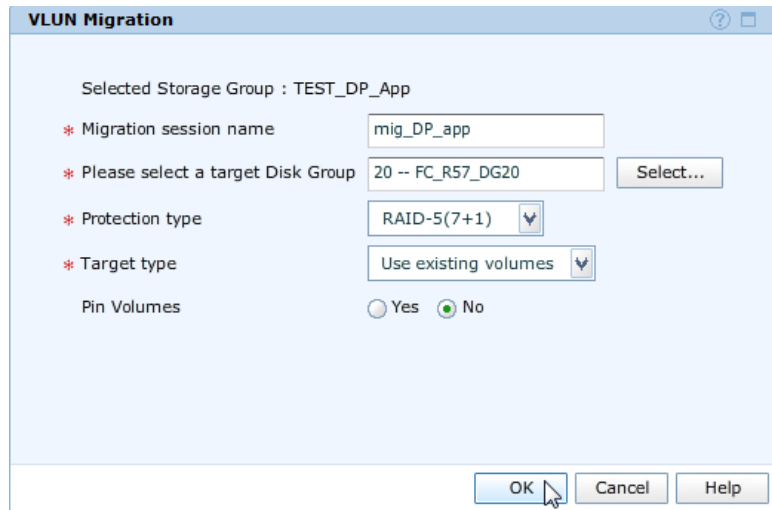 VLUN Migration
Selected Storage Group : TEST_DP_App
* Migration session name mig_DP_app
* Please select a target Disk Group 20 -- FC_R57_DG20 Select...
* Protection type RAID-5(7+1)
* Target type Use existing volumes
Pin Volumes Yes No
OK Cancel Help